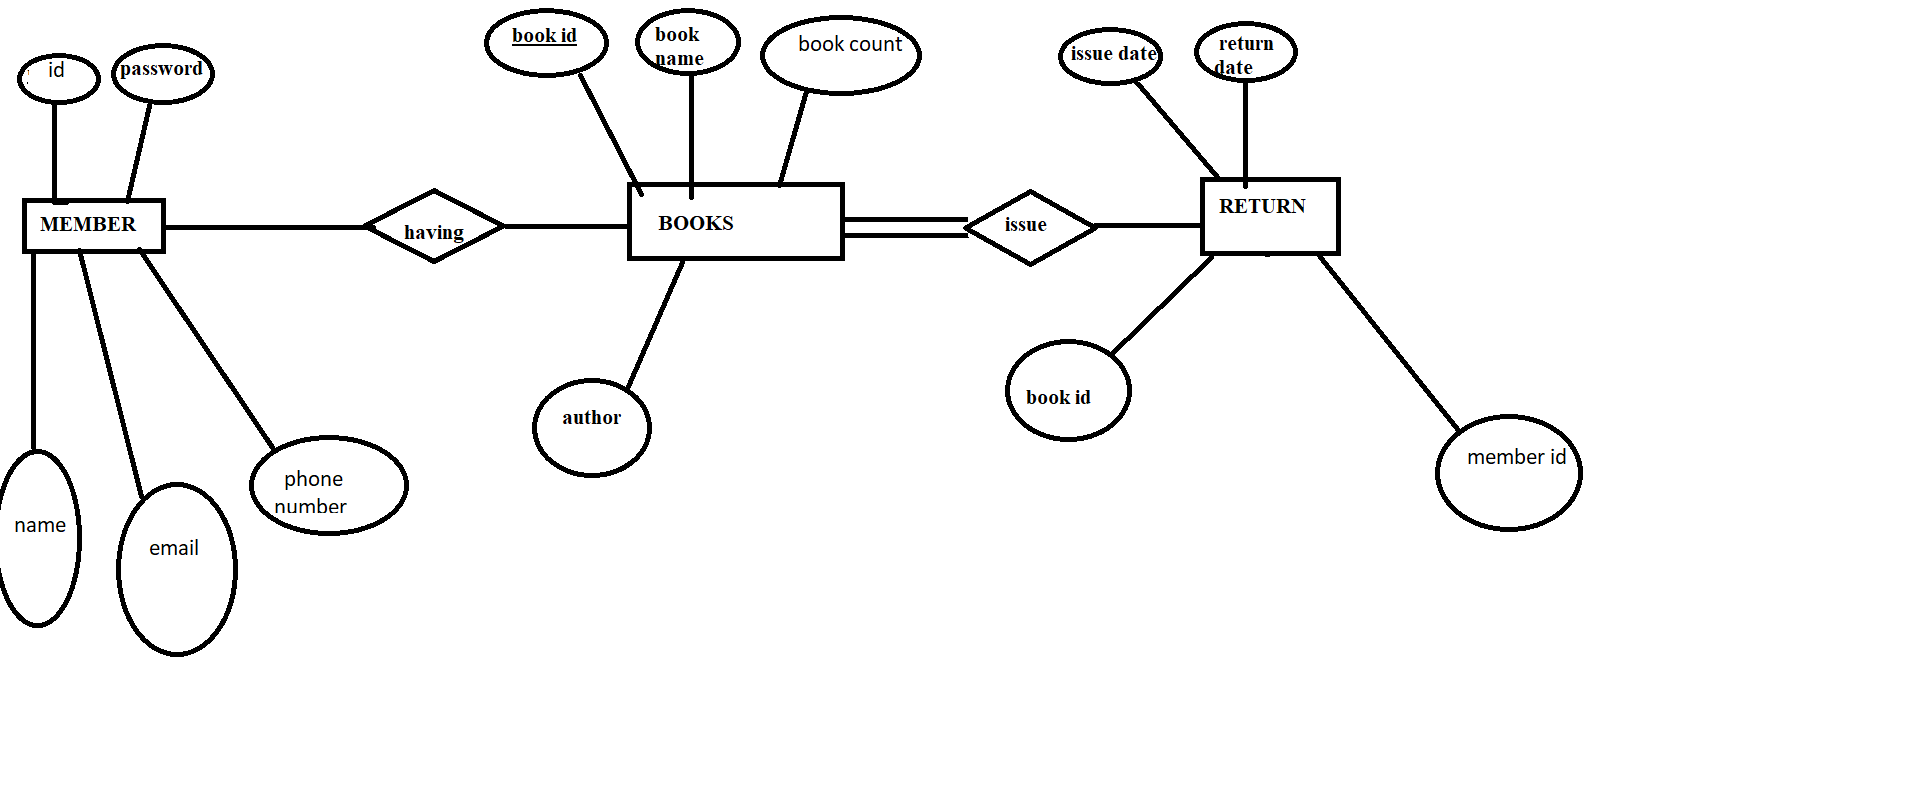 id
password
book id
book
name
book count
issue date
return
date
MEMBER
having
BOOKS
issue
RETURN
name
email
phone
number
author
book id
member id